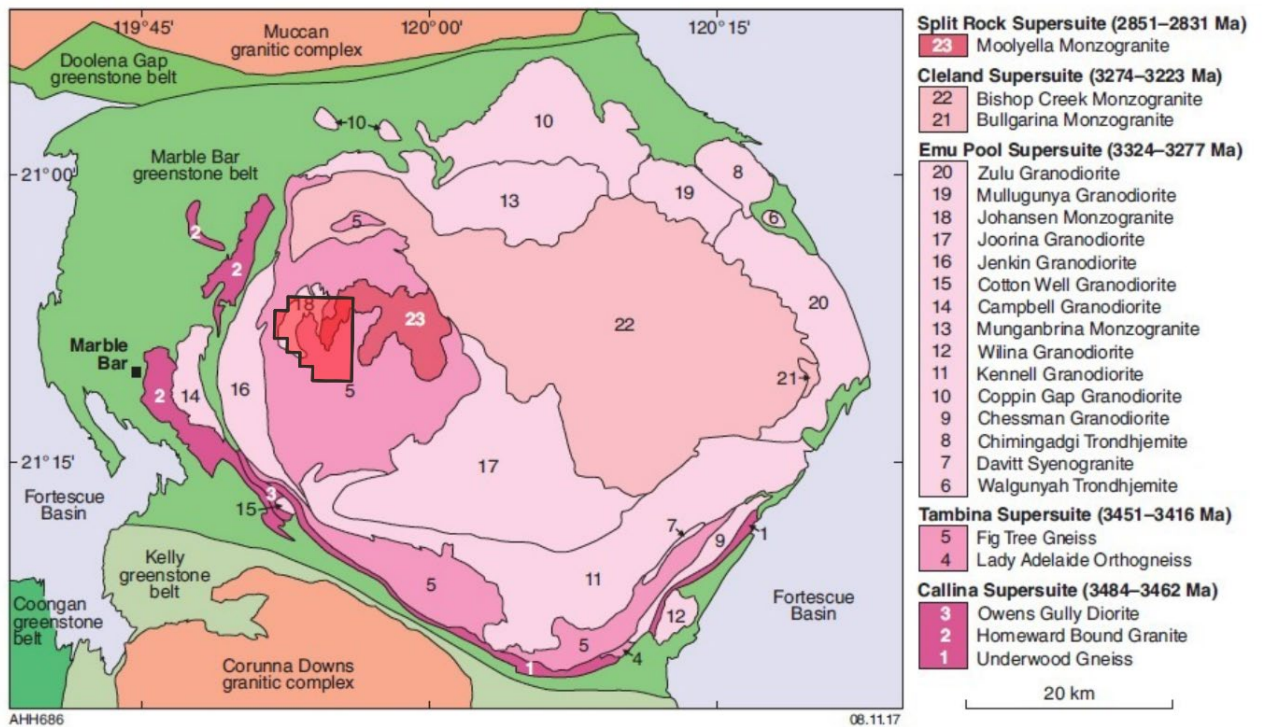 119°45'
120°00'
120°15'
Muccan
granitic complex
Doolena Gap
greenstone belt
10
10
Marble Bar
greenstone belt
21°00'
8
19
13
6
5
2
2
20
18
23
22
Marble
Bar
21
16
14
2
5
17
21°15'
Fortescue
Basin
3
15
7
9
1
Kelly
greenstone
belt
5
11
Coongan
greenstone
belt
12
Fortescue
Basin
5
4
1
Corunna Downs
granitic complex
AHH686
08.11.17
Split Rock Supersuite (2851–2831 Ma)
23 Moolyella Monzogranite
Cleland Supersuite (3274–3223 Ma)
22 Bishop Creek Monzogranite
21 Bullgarina Monzogranite
Emu Pool Supersuite (3324–3277 Ma)
20 Zulu Granodiorite
19 Mullugunya Granodiorite
18 Johansen Monzogranite
17 Joorina Granodiorite
16 Jenkin Granodiorite
15 Cotton Well Granodiorite
14 Campbell Granodiorite
13 Munganbrina Monzogranite
12 Wilina Granodiorite
11 Kennell Granodiorite
10 Coppin Gap Granodiorite
9 Chessman Granodiorite
8 Chimingadgi Trondhjemite
7 Davitt Syenogranite
6 Walgunyah Trondhjemite
Tambina Supersuite (3451–3416 Ma)
5 Fig Tree Gneiss
4 Lady Adelaide Orthogneiss
Callina Supersuite (3484–3462 Ma)
3 Owens Gully Diorite
2 Homeward Bound Granite
1 Underwood Gneiss
20 km